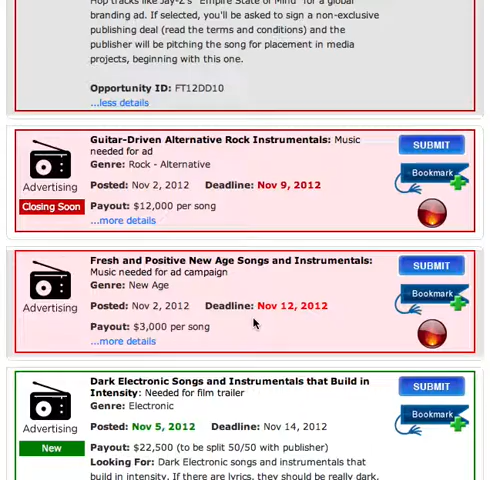 Hop tracks like Jay-Z's "Empire State of Mind" for a global
branding ad. If selected, you'll be asked to sign a non-exclusive
publishing deal (read the terms and conditions) and the
publisher will be pitching the song for placement in media
projects, beginning with this one.
Opportunity ID: FT12DD10
...less details
Guitar-Driven Alternative Rock Instrumentals: Music
needed for ad
Genre: Rock - Alternative
Posted: Nov 2, 2012 Deadline: Nov 9, 2012
Payout: $12,000 per song
...more details
Advertising
Closing Soon
SUBMIT
Bookmark
Fresh and Positive New Age Songs and Instrumentals:
Music needed for ad campaign
Genre: New Age
Posted: Nov 2, 2012 Deadline: Nov 12, 2012
Payout: $3,000 per song
...more details
Advertising
SUBMIT
Bookmark
Dark Electronic Songs and Instrumentals that Build in
Intensity: Needed for film trailer
Genre: Electronic
Posted: Nov 5, 2012 Deadline: Nov 14, 2012
Payout: $22,500 (to be split 50/50 with publisher)
Looking For: Dark Electronic songs and instrumentals that
build in intensity. If there are lyrics, they should be really dark.
Advertising
New
SUBMIT
Bookmark